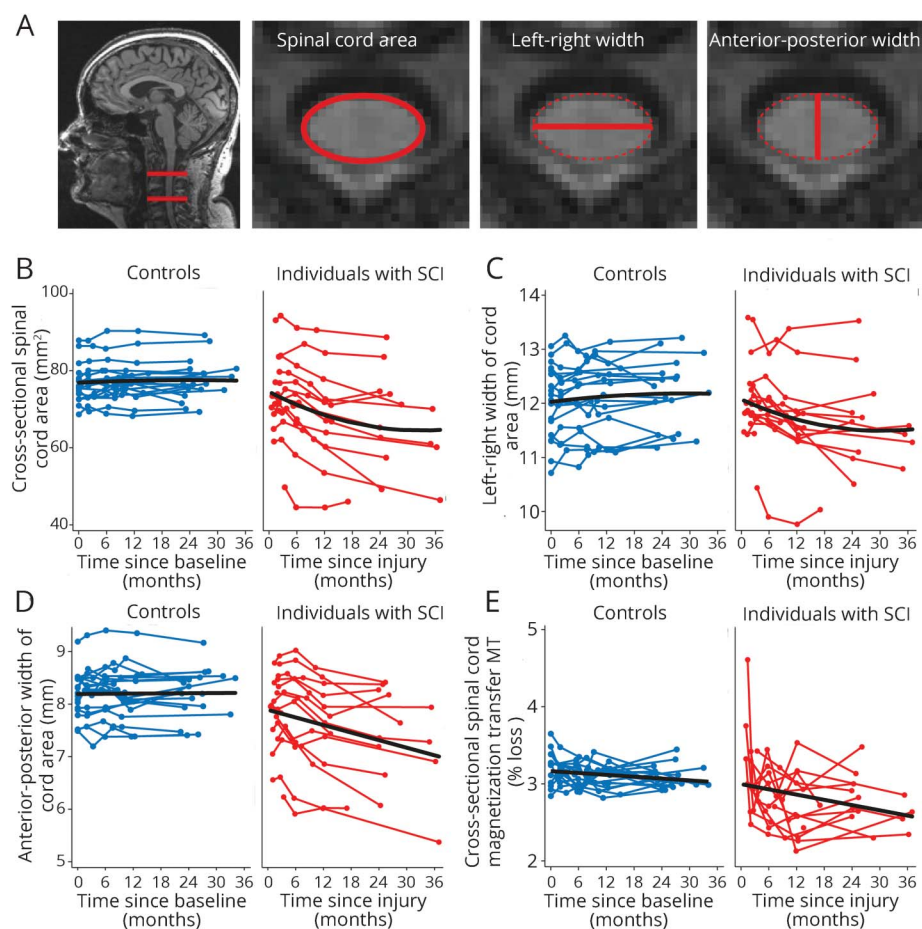 A
Spinal cord area
Left-right width
Anterior-posterior width
B
Controls
Individuals with SCI
Cross-sectional spinal
cord area (mm²)
100
80
60
40
0 6 12 18 24 30 36
Time since baseline
(months)
0 6 12 18 24 30 36
Time since injury
(months)
C
Controls
Individuals with SCI
Left-right width of cord
area (mm)
14
13
12
11
10
0 6 12 18 24 30 36
Time since baseline
(months)
0 6 12 18 24 30 36
Time since injury
(months)
D
Controls
Individuals with SCI
Anterior-posterior width of
cord area (mm)
9
8
7
6
5
0 6 12 18 24 30 36
Time since baseline
(months)
0 6 12 18 24 30 36
Time since injury
(months)
E
Controls
Individuals with SCI
Cross-sectional spinal cord
magnetization transfer MT
(% loss )
5
4
3
2
0 6 12 18 24 30 36
Time since baseline
(months)
0 6 12 18 24 30 36
Time since injury
(months)